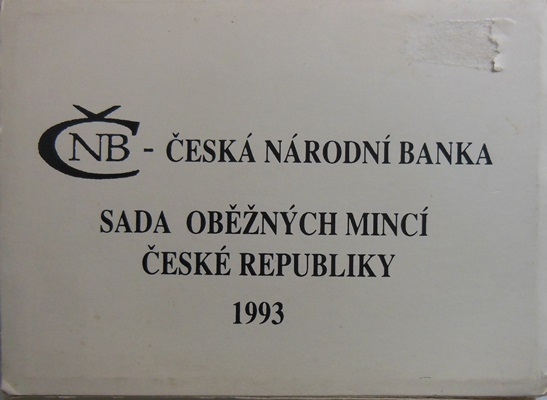 ČNB - ČESKÁ NÁRODNÍ BANKA
SADA OBĚŽNÝCH MINCÍ
ČESKÉ REPUBLIKY
1993